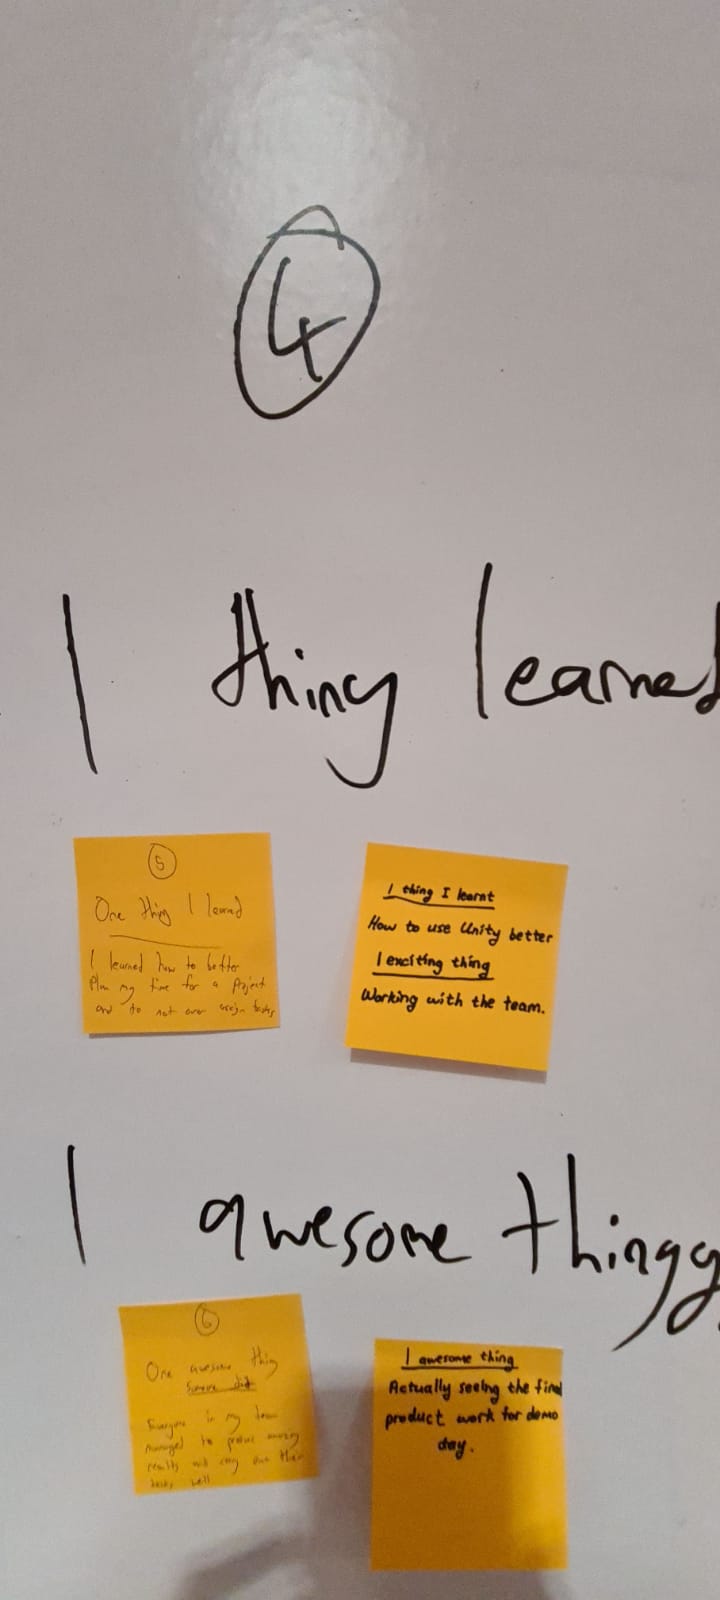 4
1 thing learned
5
One thing I learned
I learned how to better
Plan my time for a Project
and to not over assign tasks
1 thing I learnt
How to use Unity better
1 exciting thing
Working with the team.
1 awesome thingg
6
One awesome thing
Someone did
Everyone in my team
managed to amazing
results and carry out their
tasks well
1 awesome thing
Actually seeing the final
product work for demo
day.